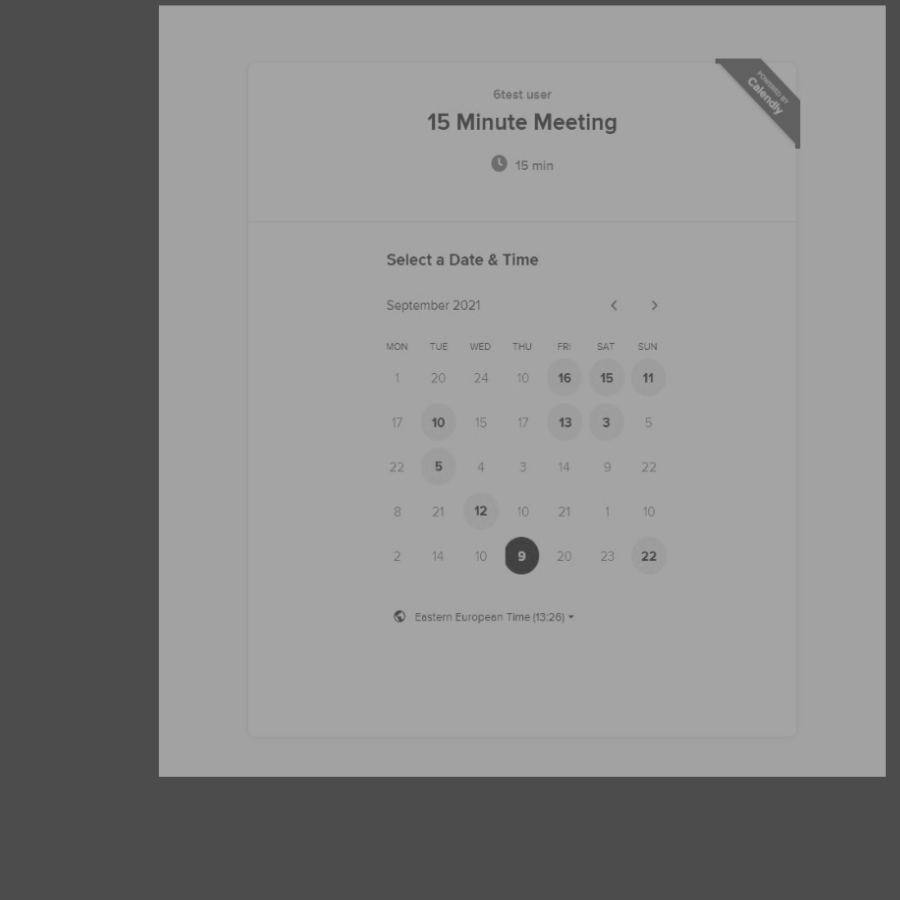 POWERED BY
Calendly
6test user
15 Minute Meeting
15 min
Select a Date & Time
September 2021
MON TUE WED THU FRI SAT SUN
1 20 24 10 16 15 11
17 10 15 17 13 3 5
22 5 4 3 14 9 22
8 21 12 10 21 1 10
2 14 10 9 20 23 22
Eastern European Time (13:26)